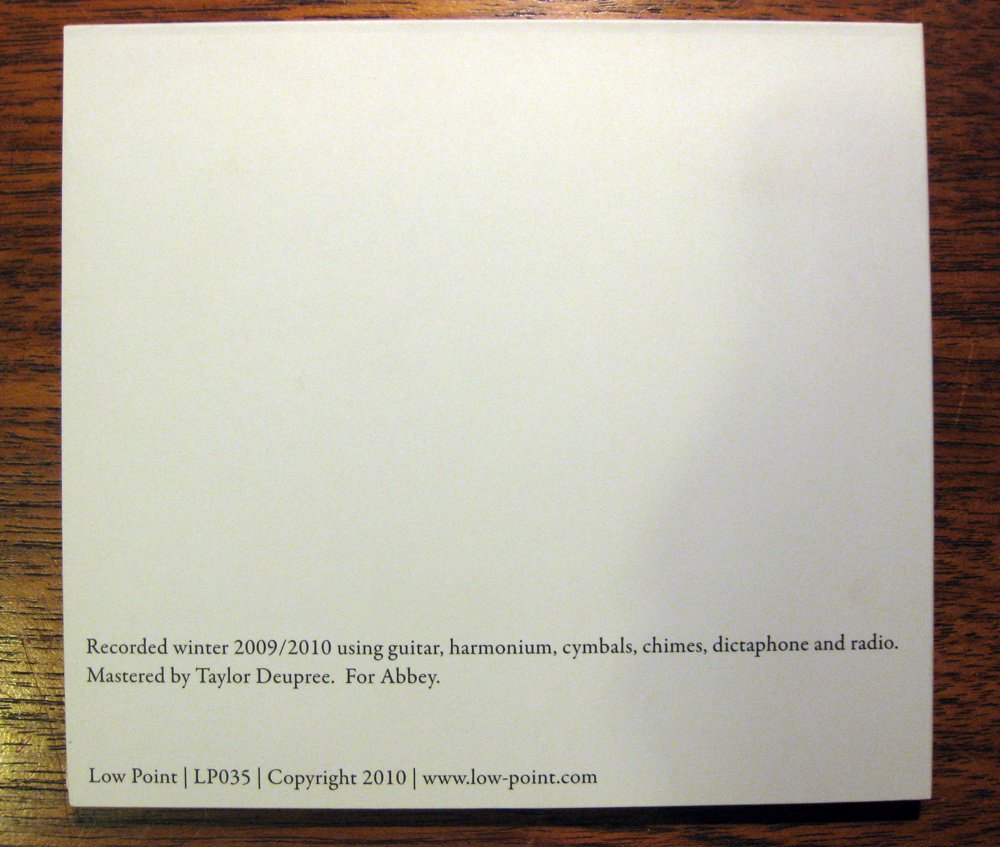 Recorded winter 2009/2010 using guitar, harmonium, cymbals, chimes, dictaphone and radio.
Mastered by Taylor Deupree.  For Abbey.
Low Point | LP035 | Copyright 2010 | www.low-point.com